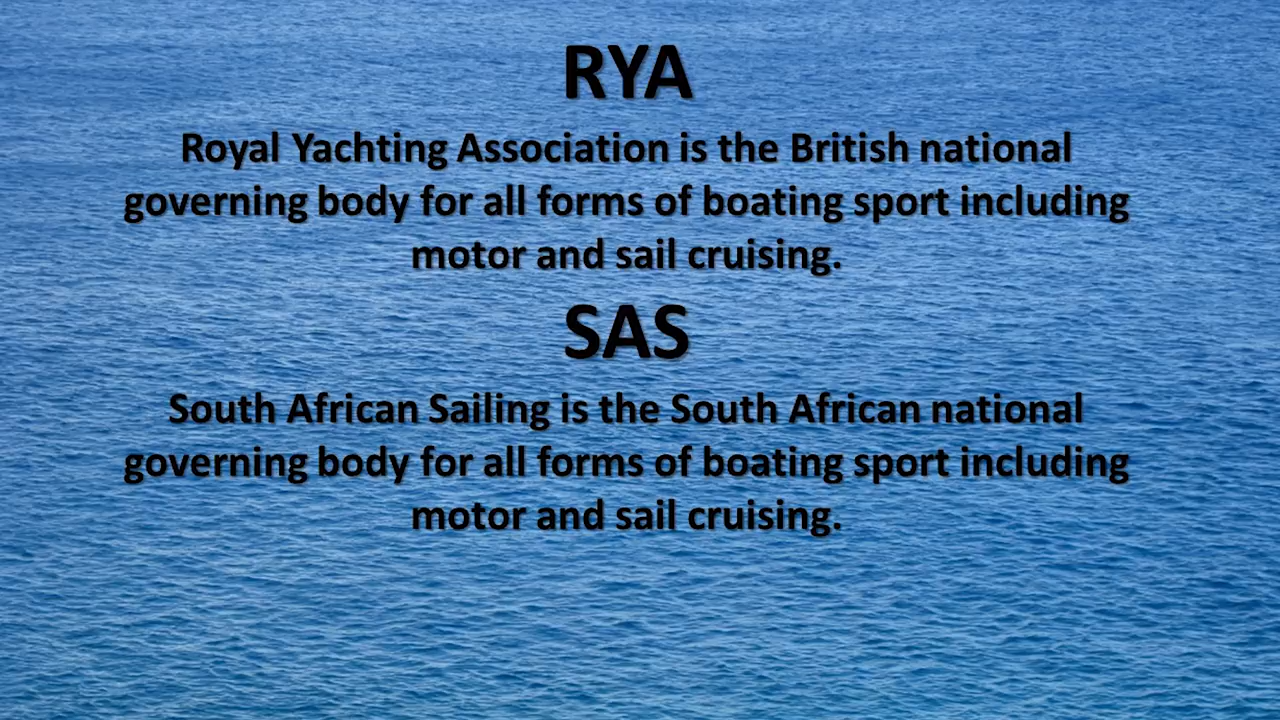 RYA
Royal Yachting Association is the British national
governing body for all forms of boating sport including
motor and sail cruising.
SAS
South African Sailing is the South African national
governing body for all forms of boating sport including
motor and sail cruising.